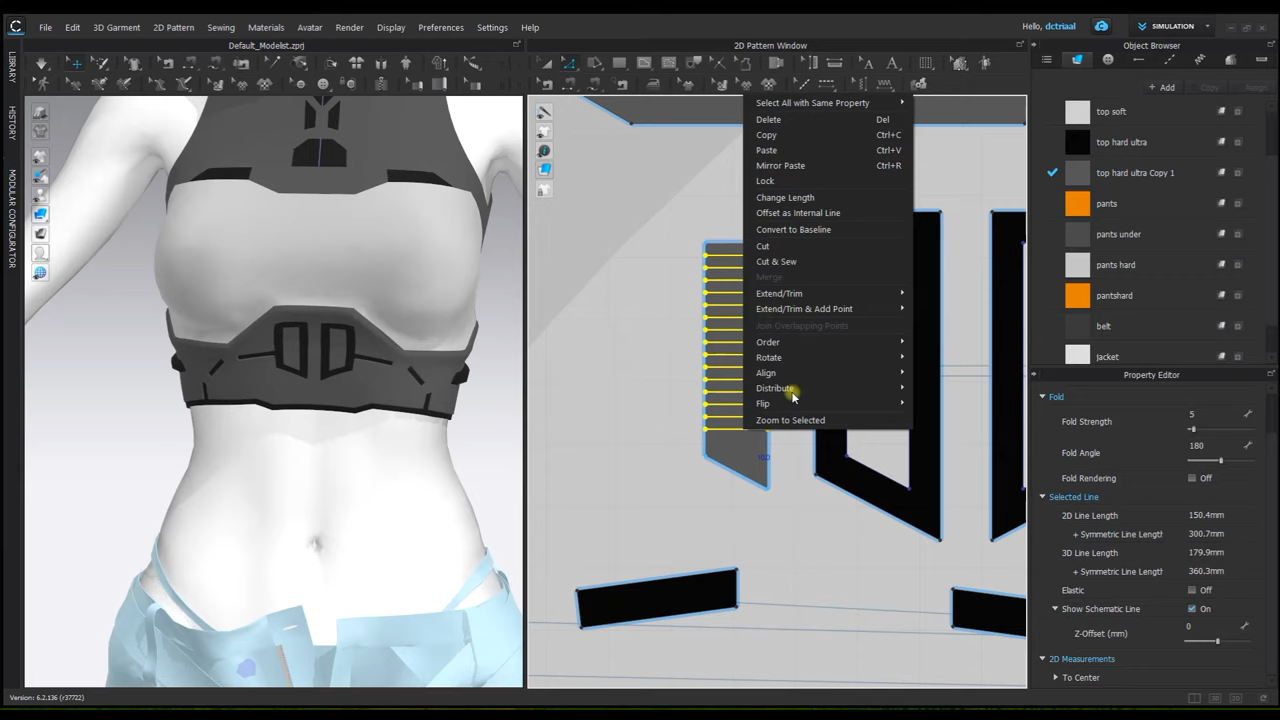 File Edit 3D Garment 2D Pattern Sewing Materials Avatar Render Display Preferences Settings Hello, dctriaal SIMULATION
Default_Modelist.zprj
2D Pattern Window
Object Browser
LIBRARY
HISTORY
MODULAR CONFIGURATOR
Select All with Same Property
Delete Del
Copy Ctrl+C
Paste Ctrl+V
Mirror Paste Ctrl+R
Lock
Change Length
Offset as Internal Line
Convert to Baseline
Cut
Cut & Sew
Merge
Extend/Trim
Extend/Trim & Add Point
Join Overlapping Points
Order
Rotate
Align
Distribute
Flip
Zoom to Selected
+ Add Copy Assign
top soft
top hard ultra
top hard ultra Copy 1
pants
pants under
pants hard
pantshard
belt
jacket
Property Editor
Fold
Fold Strength 5
Fold Angle 180
Fold Rendering Off
Selected Line
2D Line Length 150.4mm
+ Symmetric Line Length 300.7mm
3D Line Length 179.9mm
+ Symmetric Line Length 360.3mm
Elastic Off
Show Schematic Line On
Z-Offset (mm) 0
2D Measurements
To Center
Version: 6.2.136 (r37722)